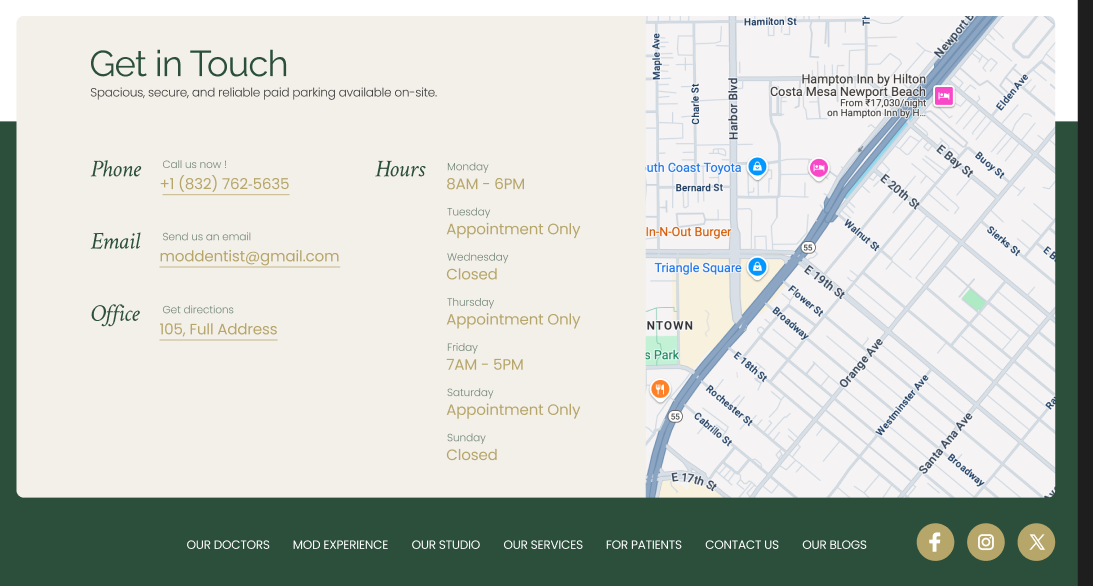 Get in Touch
Spacious, secure, and reliable paid parking available on-site.
Phone
Call us now !
+1 (832) 762-5635
Email
Send us an email
moddentist@gmail.com
Office
Get directions
105, Full Address
Hours
Monday
8AM - 6PM
Tuesday
Appointment Only
Wednesday
Closed
Thursday
Appointment Only
Friday
7AM - 5PM
Saturday
Appointment Only
Sunday
Closed
Hamilton St
Maple Ave
Charle St
Harbor Blvd
Newport B
Hampton Inn by Hilton
Costa Mesa Newport Beach
From ₹17,030/night
on Hampton Inn by H...
Elden Ave
E Bay St
Buoy St
uth Coast Toyota
Bernard St
E 20th St
In-N-Out Burger
Walnut St
Sierks St
55
Triangle Square
E 19th St
Flower St
Broadway
NTOWN
s Park
E 18th St
Orange Ave
Rochester St
Westminster Ave
55
Cabrillo St
Santa Ana Ave
Broadway
E 17th St
OUR DOCTORS
MOD EXPERIENCE
OUR STUDIO
OUR SERVICES
FOR PATIENTS
CONTACT US
OUR BLOGS